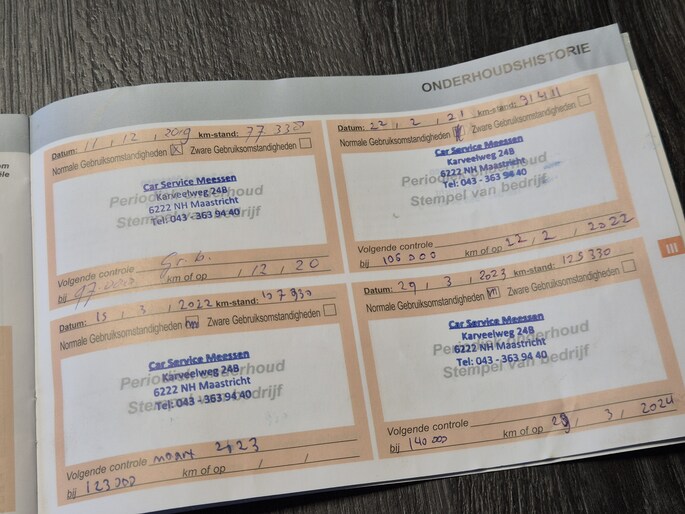 ONDERHOUDSHISTORIE
Datum: 11, 12, 2019 km-stand: 77 330
Normale Gebruiksomstandigheden x Zware Gebruiksomstandigheden
Periodiek onderhoud
Stempel van bedrijf
Car Service Meessen
Karveelweg 24B
6222 NH Maastricht
Tel: 043 - 363 94 40
Volgende controle
bij 97.000 km of op , 12 , 20
Datum: 22, 2, 21 km-stand:
Normale Gebruiksomstandigheden Zware Gebruiksomstandigheden
Periodiek onderhoud
Stempel van bedrijf
Car Service Meessen
Karveelweg 24B
6222 NH Maastricht
Tel: 043 - 363 94 40
Volgende controle
bij 106 000 km of op 22, 2, 2022
III
Datum: 15, 3, 2022 km-stand: 107930
Normale Gebruiksomstandigheden Zware Gebruiksomstandigheden
Periodiek onderhoud
Stempel van bedrijf
Car Service Meessen
Karveelweg 24B
6222 NH Maastricht
Tel: 043 - 363 94 40
Volgende controle maart 2023
bij 123000 km of op , ,
Datum: 29, 3, 2023 km-stand: 125 330
Normale Gebruiksomstandigheden Zware Gebruiksomstandigheden
Periodiek onderhoud
Stempel van bedrijf
Car Service Meessen
Karveelweg 24B
6222 NH Maastricht
Tel: 043 - 363 94 40
Volgende controle
bij 140 000 km of op 29, 3, 2024